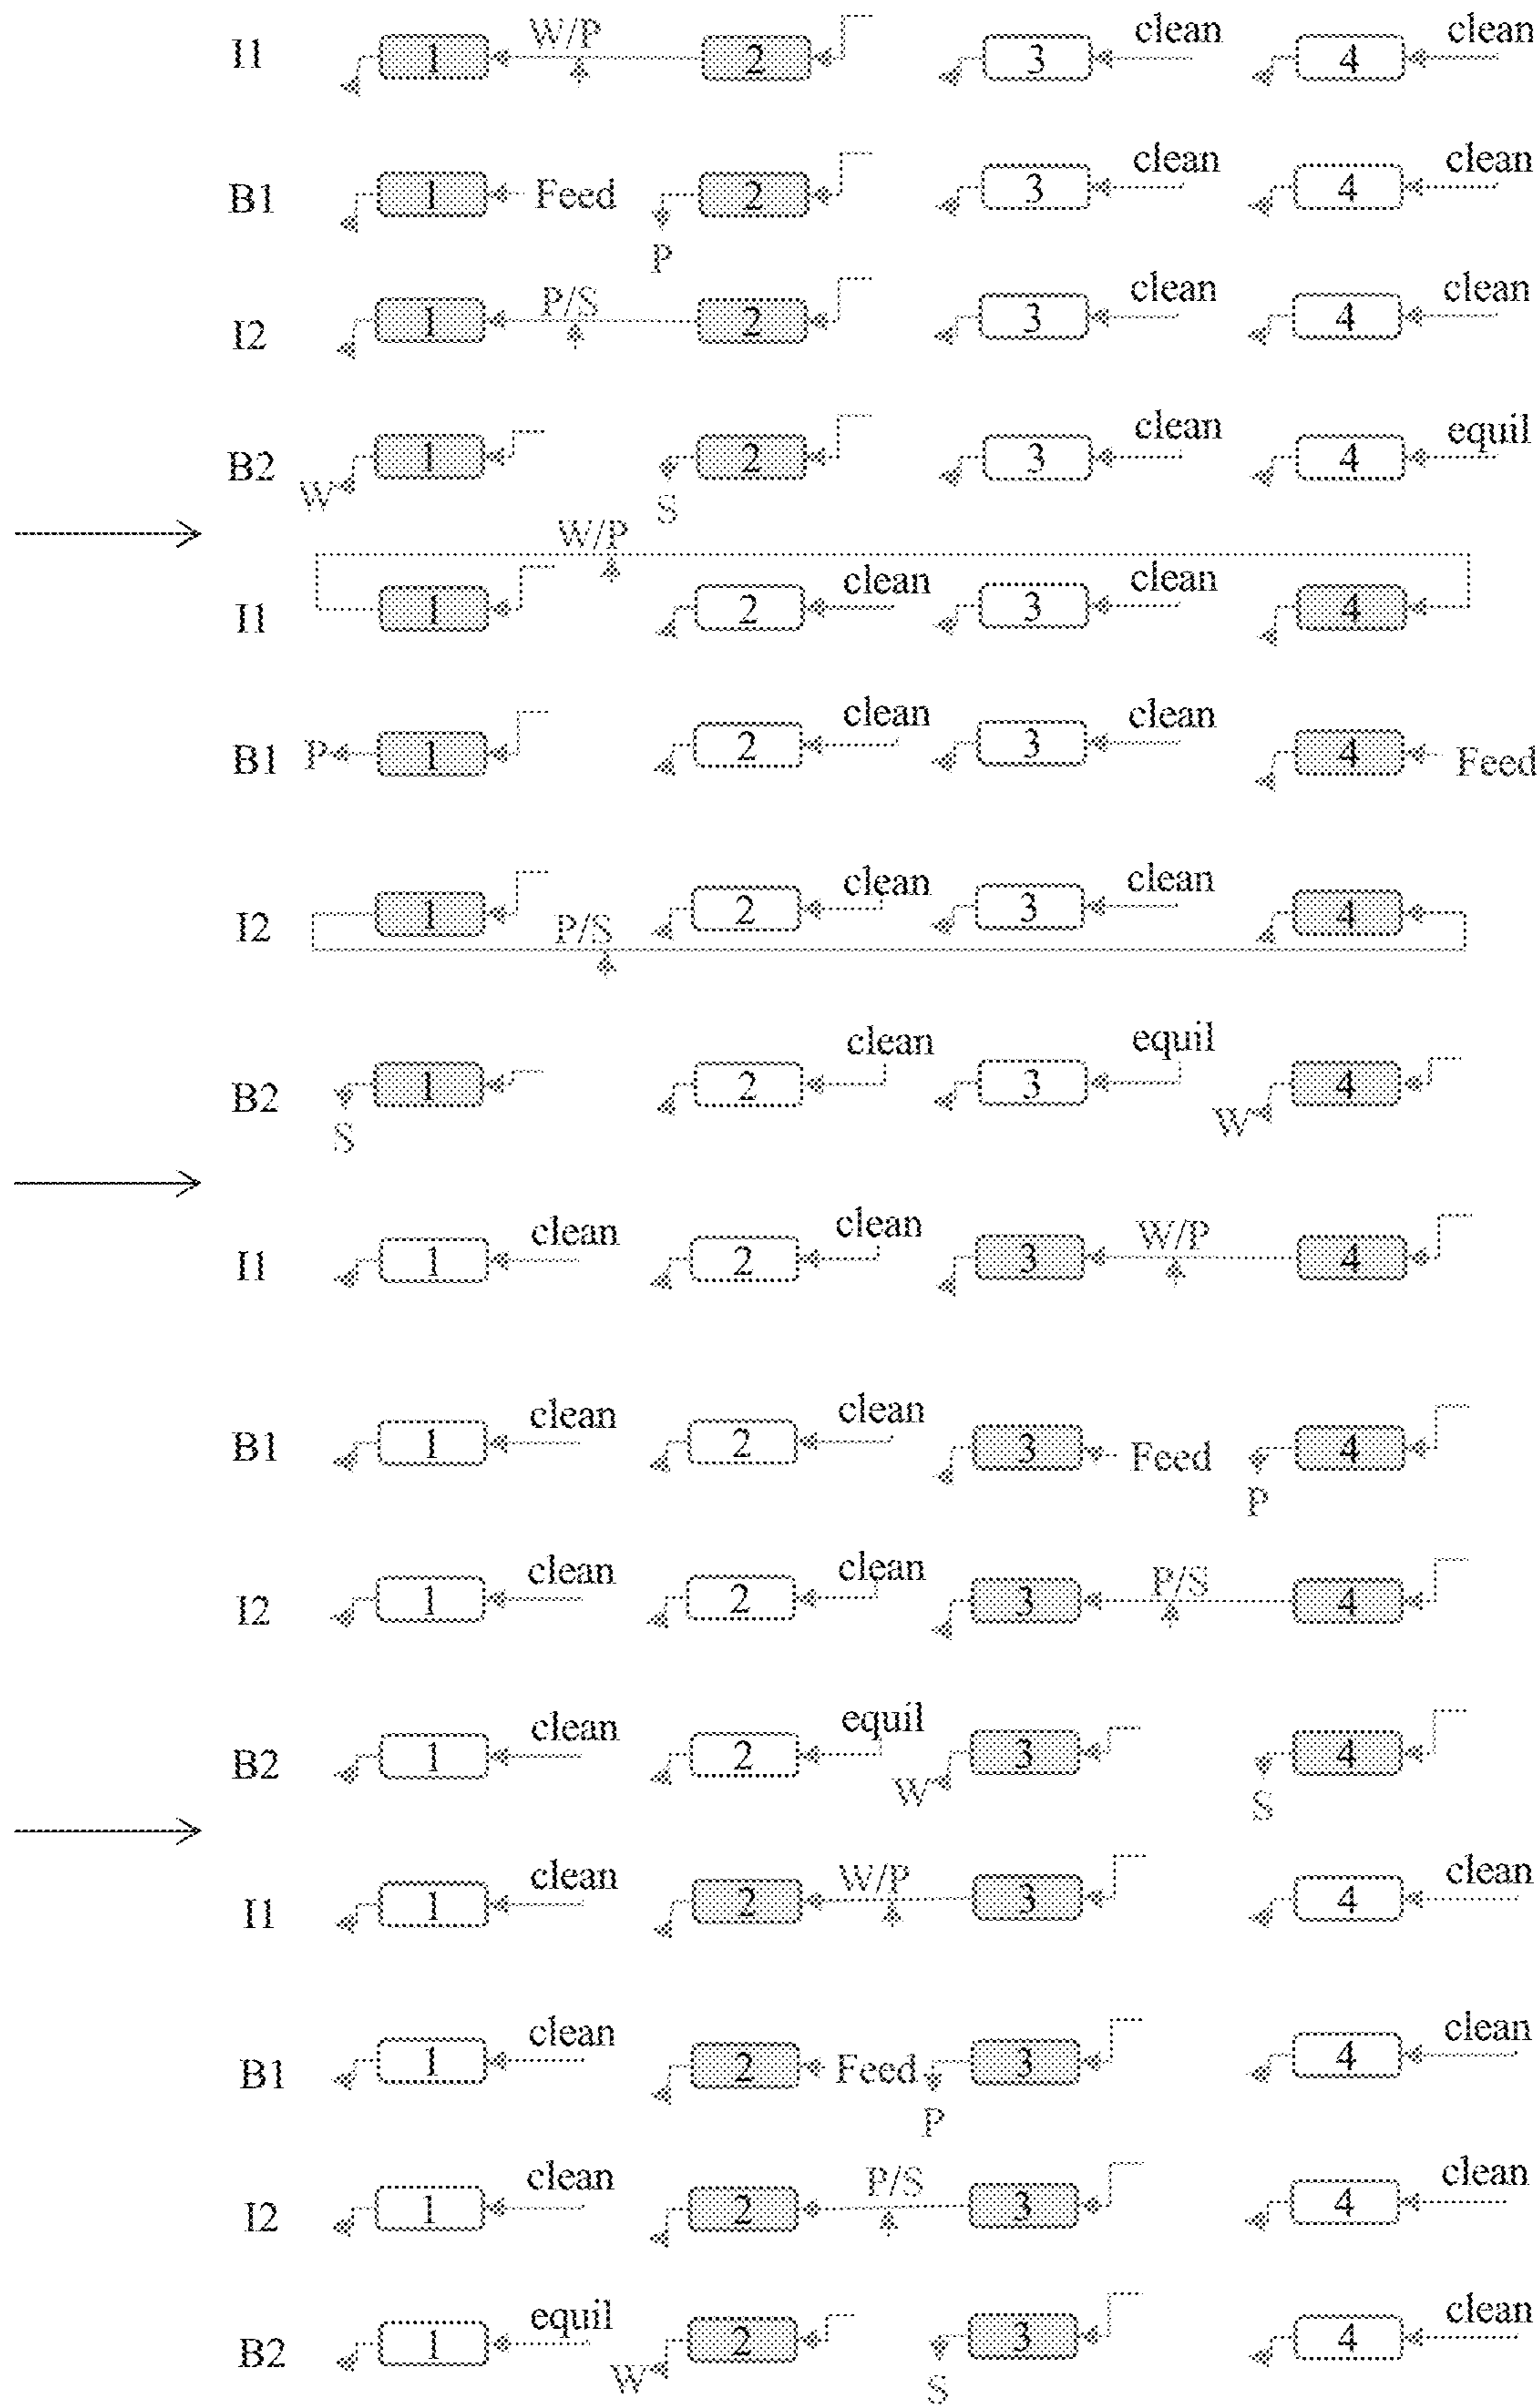 I1 1 W/P 2 3 clean 4 clean
B1 1 Feed P 2 3 clean 4 clean
I2 1 P/S 2 3 clean 4 clean
B2 W 1 S 2 3 clean 4 equil
W/P
I1 1 2 clean 3 clean 4
B1 P 1 2 clean 3 clean 4 Feed
I2 1 P/S 2 clean 3 clean 4
B2 S 1 2 clean 3 equil W 4
I1 1 clean 2 clean 3 W/P 4
B1 1 clean 2 clean 3 Feed P 4
I2 1 clean 2 clean 3 P/S 4
B2 1 clean 2 equil W 3 S 4
I1 1 clean 2 W/P 3 4 clean
B1 1 clean 2 Feed P 3 4 clean
I2 1 clean 2 P/S 3 4 clean
B2 1 equil W 2 S 3 4 clean